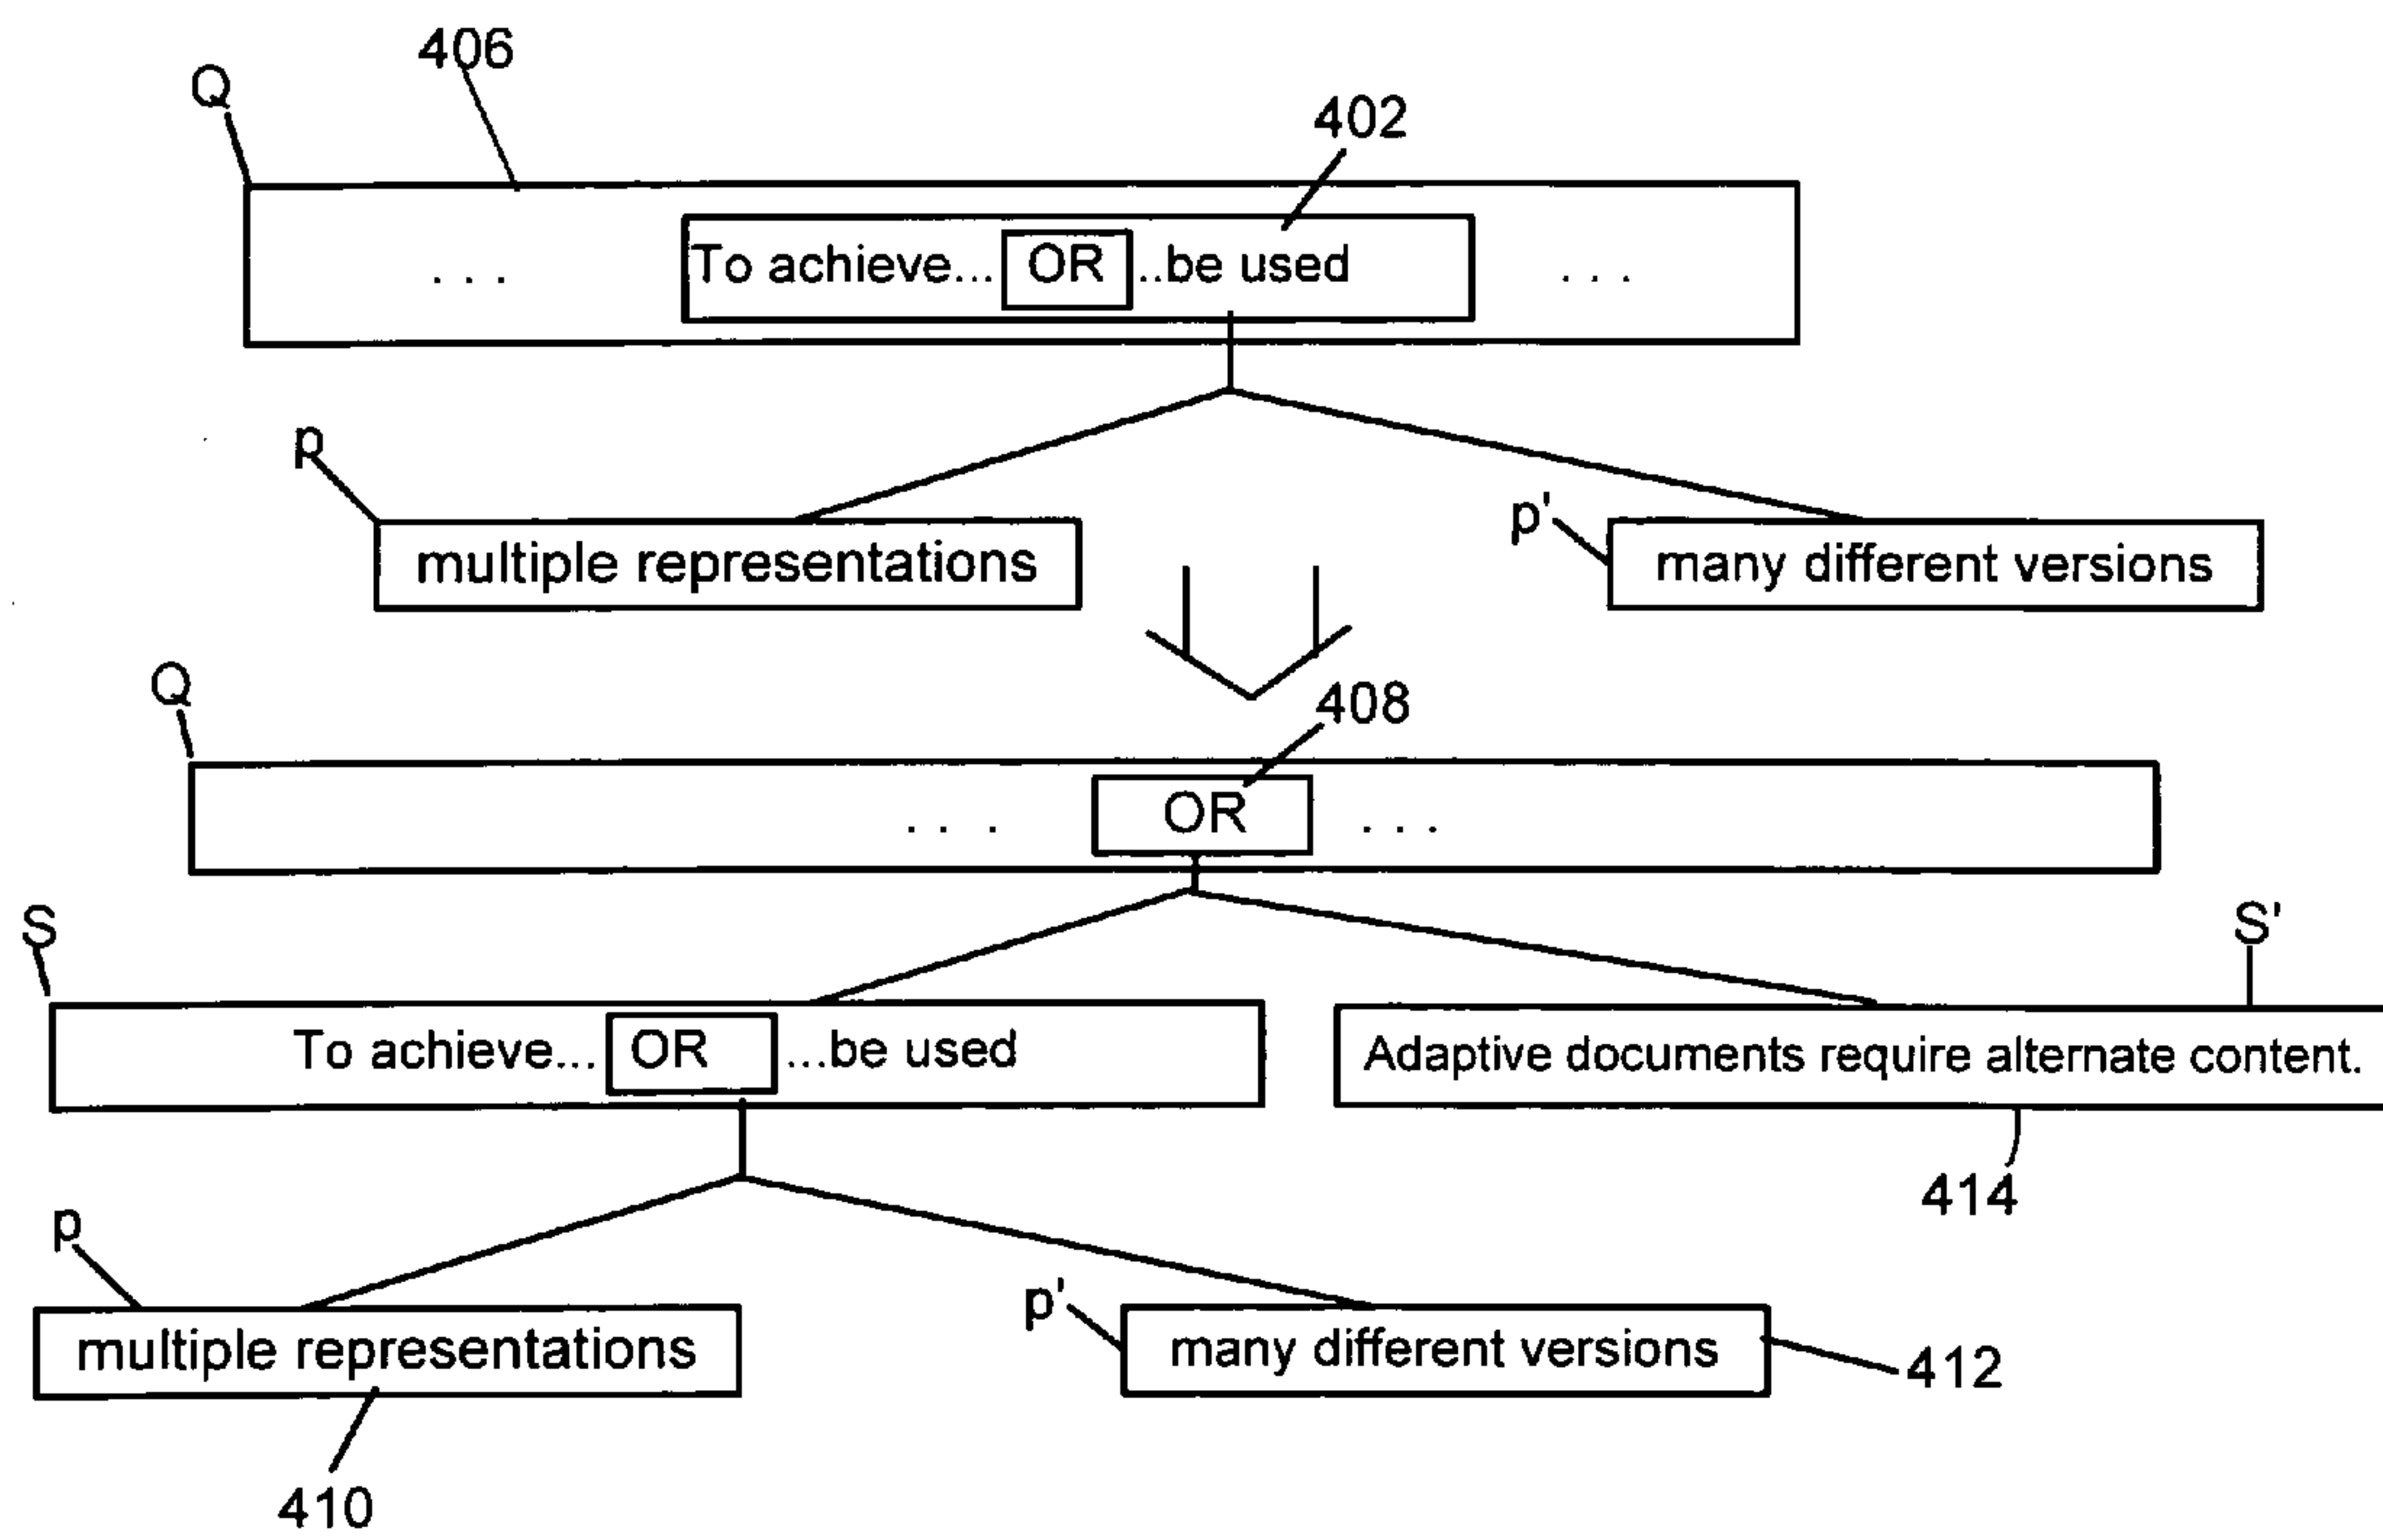 406
Q
402
. . . To achieve... OR ..be used . . .
p
p'
multiple representations
many different versions
Q
408
. . . OR . . .
S
S'
To achieve... OR ...be used
Adaptive documents require alternate content.
414
p
p'
multiple representations
many different versions
412
410